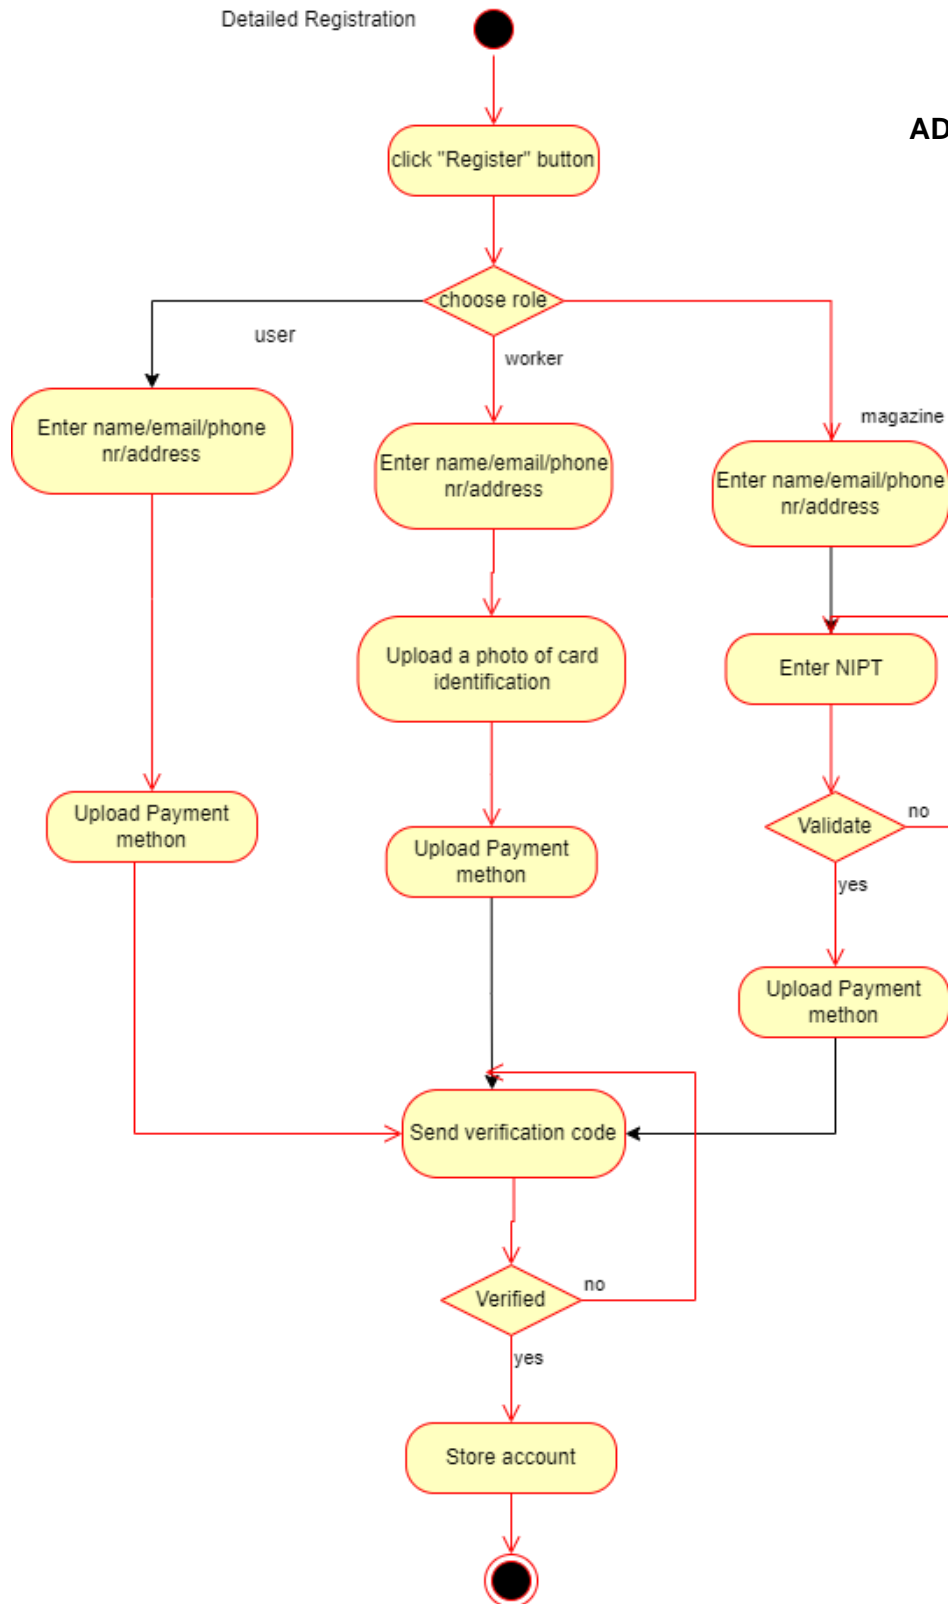 Detailed Registration
AD
click "Register" button
choose role
user
worker
magazine
Enter name/email/phone
nr/address
Enter name/email/phone
nr/address
Enter name/email/phone
nr/address
Upload a photo of card
identification
Enter NIPT
Validate
no
yes
Upload Payment
methon
Upload Payment
methon
Upload Payment
methon
Send verification code
Verified
no
yes
Store account